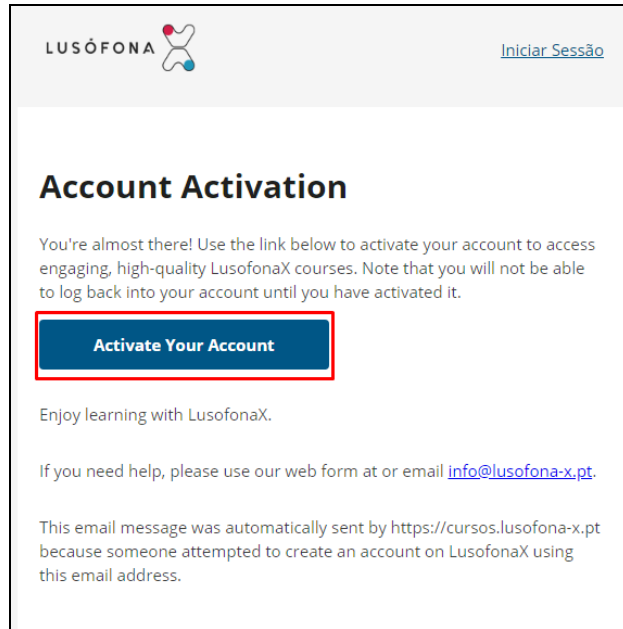 LUSÓFONA
Iniciar Sessão
Account Activation
You're almost there! Use the link below to activate your account to access
engaging, high-quality LusofonaX courses. Note that you will not be able
to log back into your account until you have activated it.
Activate Your Account
Enjoy learning with LusofonaX.
If you need help, please use our web form at or email info@lusofona-x.pt.
This email message was automatically sent by https://cursos.lusofona-x.pt
because someone attempted to create an account on LusofonaX using
this email address.